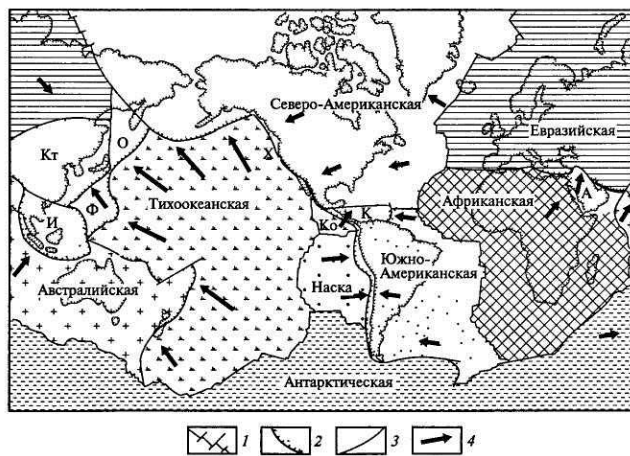 Северо-Американская
Евразийская
Кт
О
Х
И
Ф
Тихоокеанская
Африканская
А
Ко
К
Южно-
Американская
Австралийская
Наска
Антарктическая
1
2
3
4